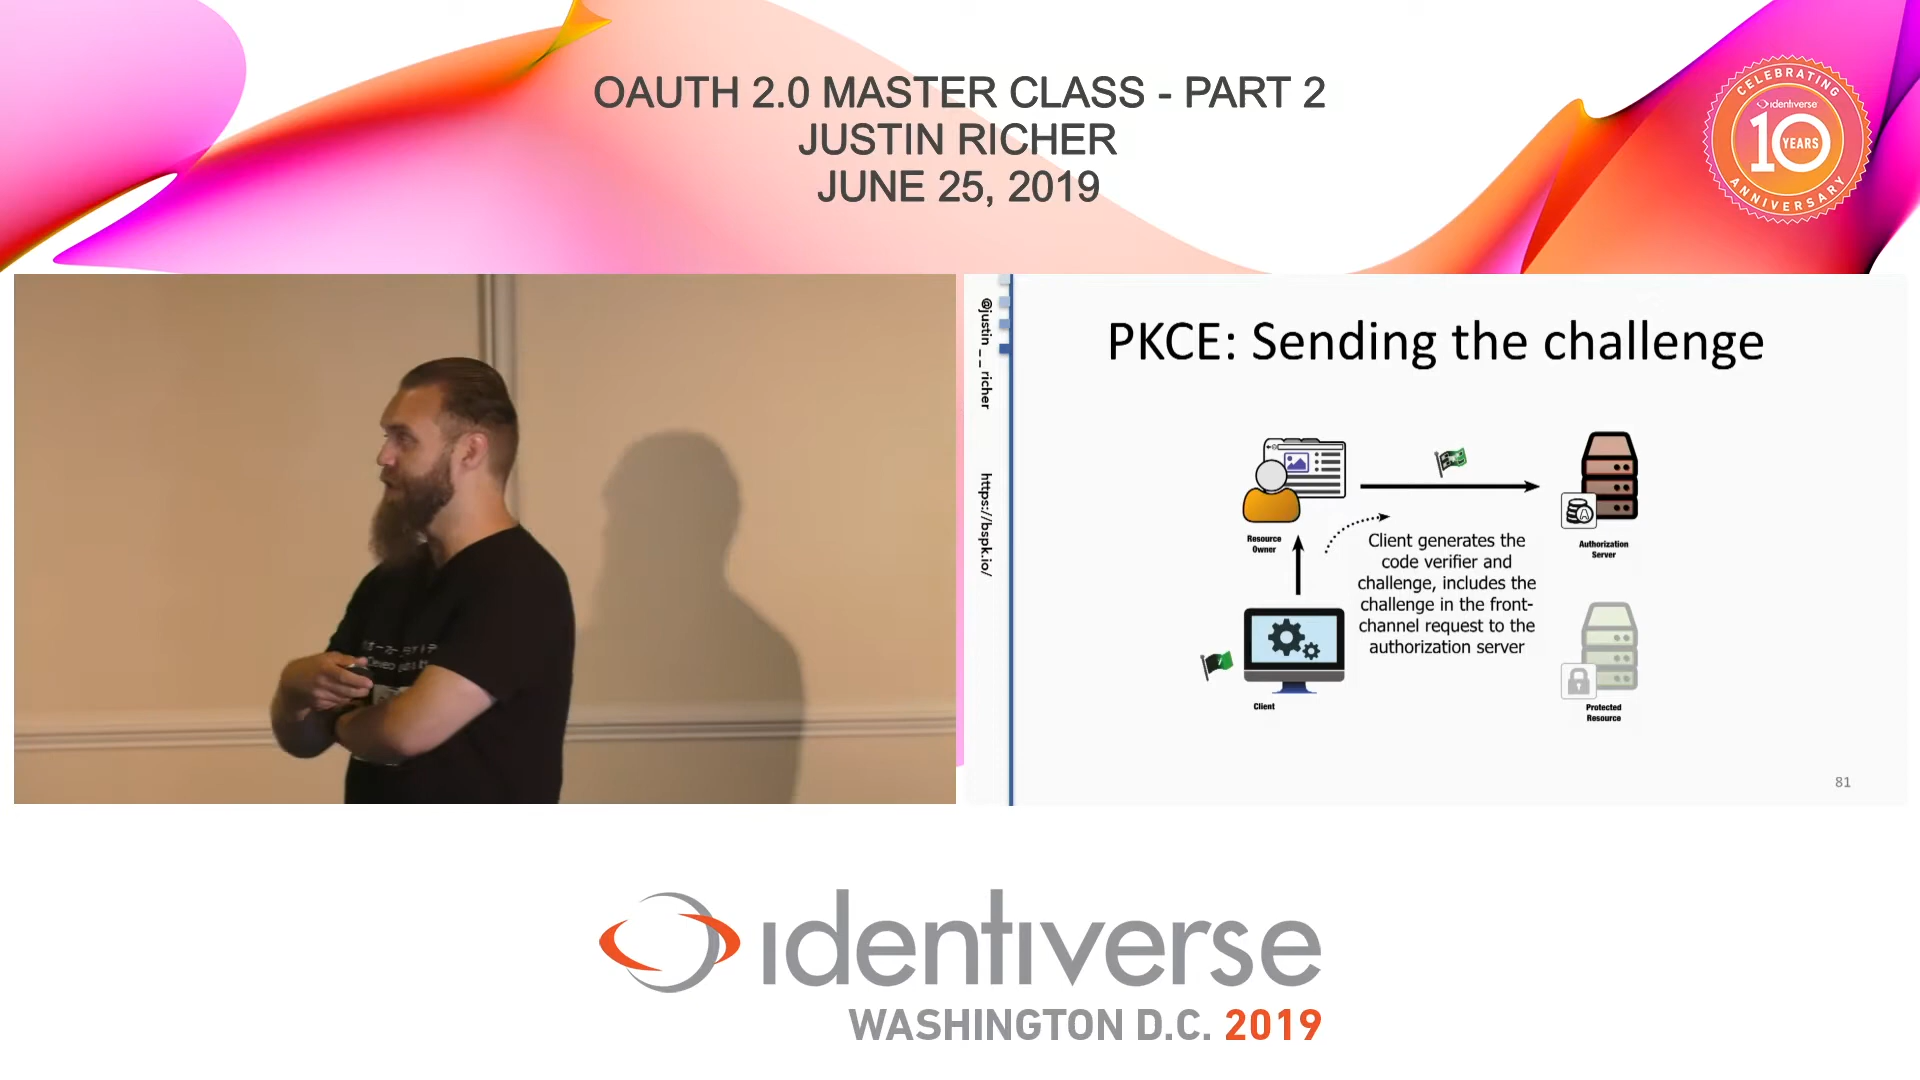 OAUTH 2.0 MASTER CLASS - PART 2
JUSTIN RICHER
JUNE 25, 2019
CELEBRATING
identiverse
10
YEARS
ANNIVERSARY
@justin__richer
https://bspk.io/
PKCE: Sending the challenge
Resource
Owner
Authorization
Server
Client generates the
code verifier and
challenge, includes the
challenge in the front-
channel request to the
authorization server
Client
Protected
Resource
81
identiverse
WASHINGTON D.C. 2019